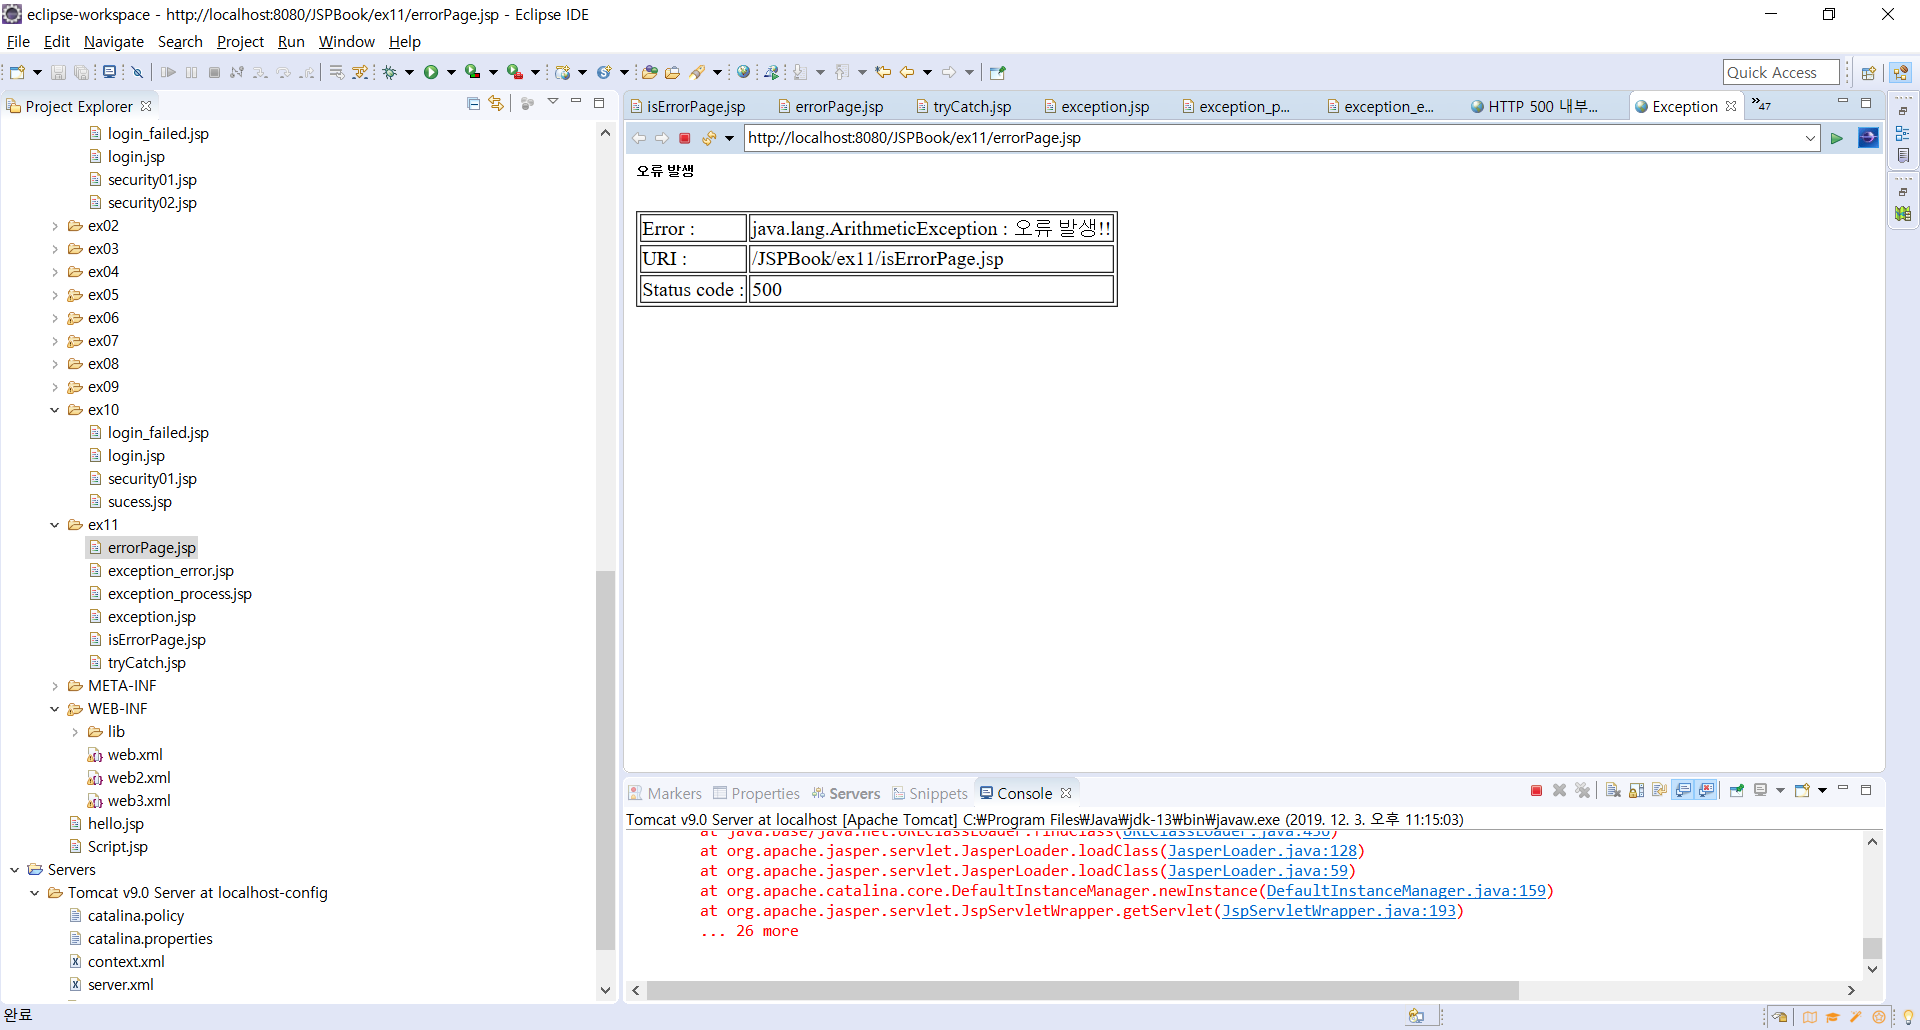 eclipse-workspace - http://localhost:8080/JSPBook/ex11/errorPage.jsp - Eclipse IDE
File Edit Navigate Search Project Run Window Help
Quick Access
Project Explorer
login_failed.jsp
login.jsp
security01.jsp
security02.jsp
ex02
ex03
ex04
ex05
ex06
ex07
ex08
ex09
ex10
login_failed.jsp
login.jsp
security01.jsp
sucess.jsp
ex11
errorPage.jsp
exception_error.jsp
exception_process.jsp
exception.jsp
isErrorPage.jsp
tryCatch.jsp
META-INF
WEB-INF
lib
web.xml
web2.xml
web3.xml
hello.jsp
Script.jsp
Servers
Tomcat v9.0 Server at localhost-config
catalina.policy
catalina.properties
context.xml
server.xml
isErrorPage.jsp errorPage.jsp tryCatch.jsp exception.jsp exception_p... exception_e... HTTP 500 내부... Exception »47
http://localhost:8080/JSPBook/ex11/errorPage.jsp
오류 발생
Error : java.lang.ArithmeticException : 오류 발생!!
URI : /JSPBook/ex11/isErrorPage.jsp
Status code : 500
Markers Properties Servers Snippets Console
Tomcat v9.0 Server at localhost [Apache Tomcat] C:₩Program Files₩Java₩jdk-13₩bin₩javaw.exe (2019. 12. 3. 오후 11:15:03)
at java.base/java.net.URLClassLoader.findClass(URLClassLoader.java:436)
at org.apache.jasper.servlet.JasperLoader.loadClass(JasperLoader.java:128)
at org.apache.jasper.servlet.JasperLoader.loadClass(JasperLoader.java:59)
at org.apache.catalina.core.DefaultInstanceManager.newInstance(DefaultInstanceManager.java:159)
at org.apache.jasper.servlet.JspServletWrapper.getServlet(JspServletWrapper.java:193)
... 26 more
완료